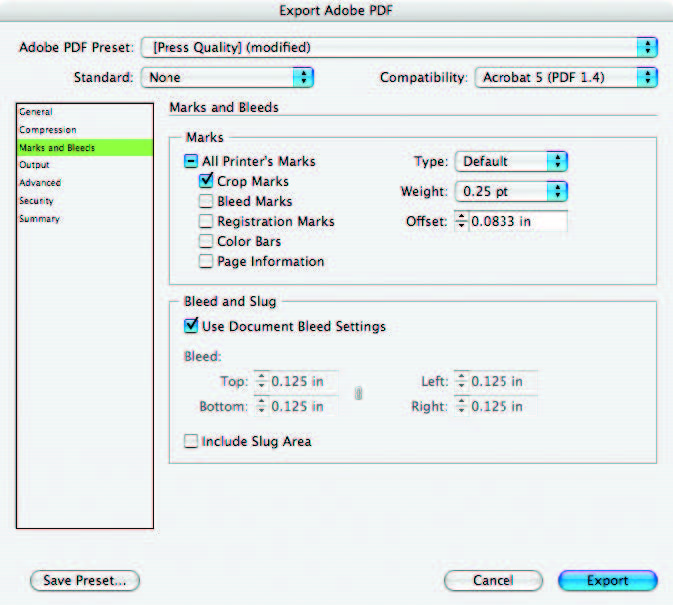 Export Adobe PDF
Adobe PDF Preset: [Press Quality] (modified)
Standard: None Compatibility: Acrobat 5 (PDF 1.4)
General
Compression
Marks and Bleeds
Output
Advanced
Security
Summary
Marks and Bleeds
Marks
All Printer's Marks
Crop Marks
Bleed Marks
Registration Marks
Color Bars
Page Information
Type: Default
Weight: 0.25 pt
Offset: 0.0833 in
Bleed and Slug
Use Document Bleed Settings
Bleed:
Top: 0.125 in Left: 0.125 in
Bottom: 0.125 in Right: 0.125 in
Include Slug Area
Save Preset... Cancel Export